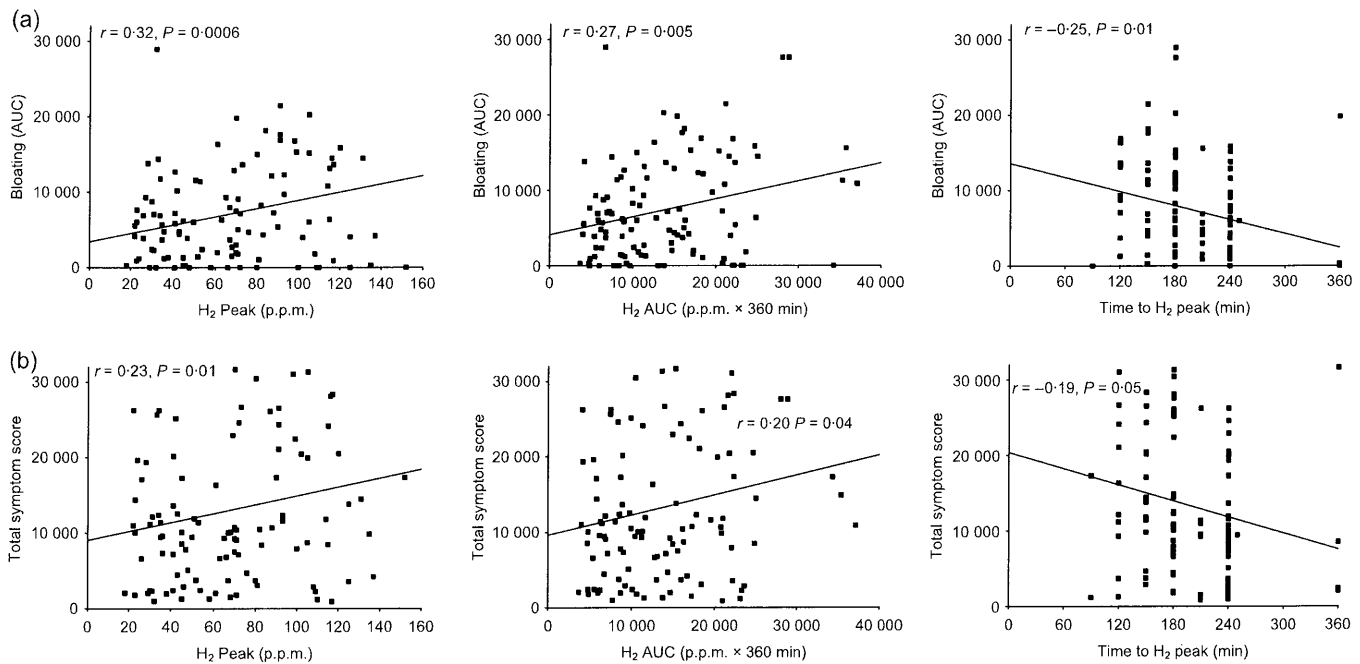 (a)
r = 0·32, P = 0·0006
30 000
20 000
10 000
0
Bloating (AUC)
0 20 40 60 80 100 120 140 160
H₂ Peak (p.p.m.)
r = 0·27, P = 0·005
30 000
20 000
10 000
0
Bloating (AUC)
0 10 000 20 000 30 000 40 000
H₂ AUC (p.p.m. × 360 min)
r = −0·25, P = 0·01
30 000
20 000
10 000
0
Bloating (AUC)
0 60 120 180 240 300 360
Time to H₂ peak (min)
(b)
r = 0·23, P = 0·01
30 000
20 000
10 000
0
Total symptom score
0 20 40 60 80 100 120 140 160
H₂ Peak (p.p.m.)
r = 0·20 P = 0·04
30 000
20 000
10 000
0
Total symptom score
0 10 000 20 000 30 000 40 000
H₂ AUC (p.p.m. × 360 min)
r = −0·19, P = 0·05
30 000
20 000
10 000
0
Total symptom score
0 60 120 180 240 300 360
Time to H₂ peak (min)